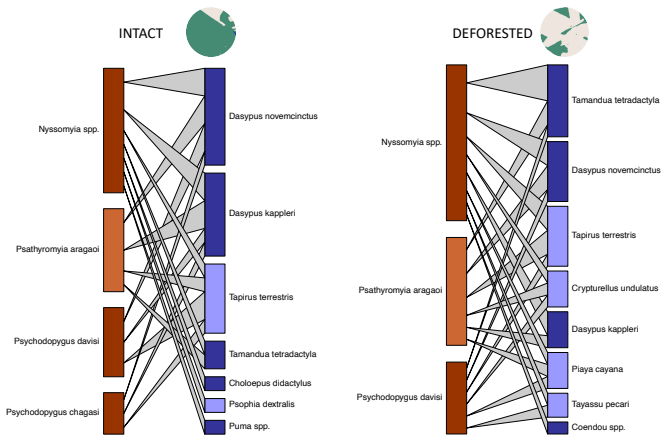 INTACT
Nyssomyia spp.
Psathyromyia aragaoi
Psychodopygus davisi
Psychodopygus chagasi
Dasypus novemcinctus
Dasypus kappleri
Tapirus terrestris
Tamandua tetradactyla
Choloepus didactylus
Psophia dextralis
Puma spp.
DEFORESTED
Nyssomyia spp.
Psathyromyia aragaoi
Psychodopygus davisi
Tamandua tetradactyla
Dasypus novemcinctus
Tapirus terrestris
Crypturellus undulatus
Dasypus kappleri
Piaya cayana
Tayassu pecari
Coendou spp.